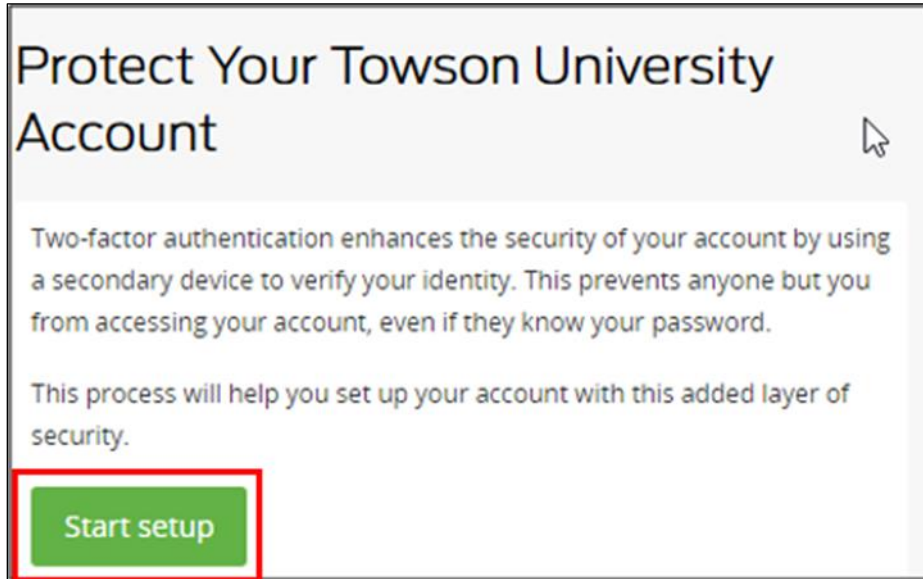 Protect Your Towson University
Account
Two-factor authentication enhances the security of your account by using
a secondary device to verify your identity. This prevents anyone but you
from accessing your account, even if they know your password.
This process will help you set up your account with this added layer of
security.
Start setup